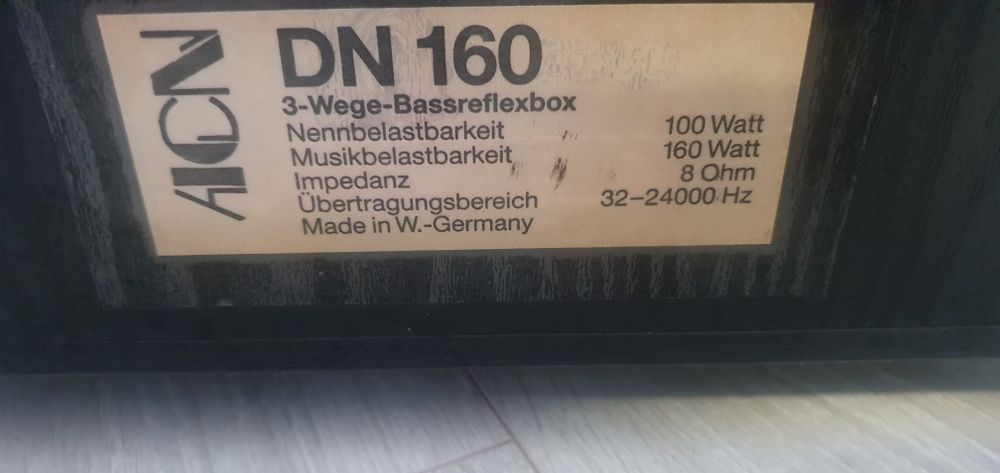 DN 160
3-Wege-Bassreflexbox
Nennbelastbarkeit 100 Watt
Musikbelastbarkeit 160 Watt
Impedanz 8 Ohm
Übertragungsbereich 32-24000 Hz
Made in W.-Germany